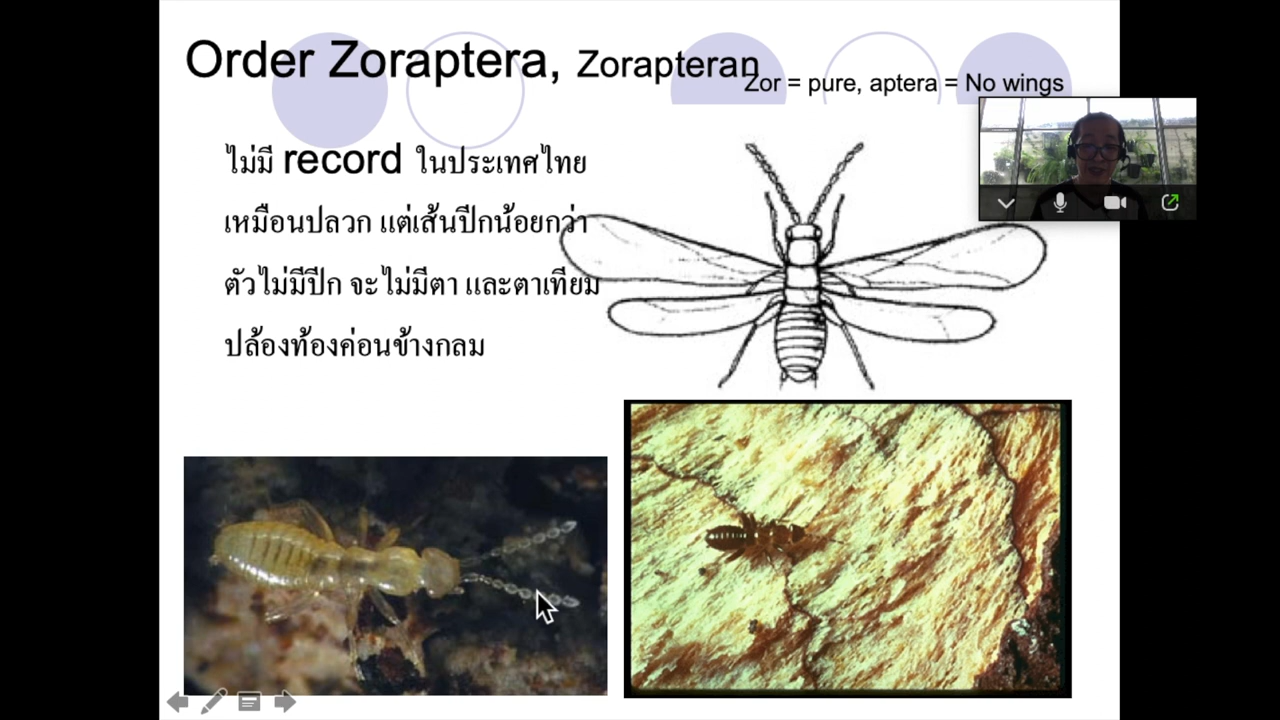 Order Zoraptera, Zorapteran
Zor = pure, aptera = No wings
ไม่มี record ในประเทศไทย
เหมือนปลวก แต่เส้นปีกน้อยกว่า
ตัวไม่มีปีก จะไม่มีตา และตาเทียม
ปล้องท้องค่อนข้างกลม